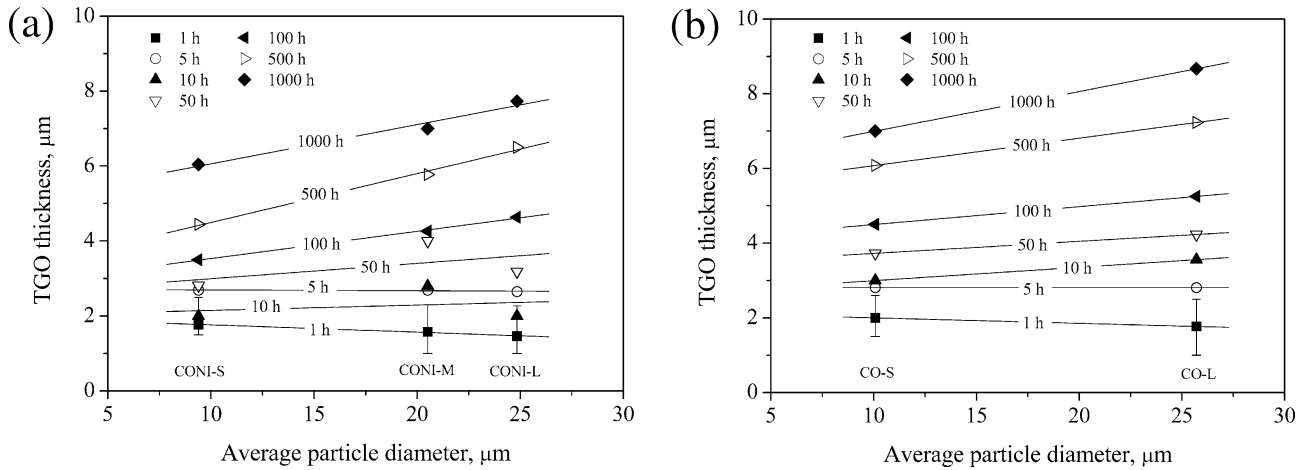 (a)
10
8
6
4
2
0
TGO thickness, μm
1 h
5 h
10 h
50 h
100 h
500 h
1000 h
1000 h
500 h
100 h
50 h
5 h
10 h
1 h
CONI-S
CONI-M
CONI-L
5 10 15 20 25 30
Average particle diameter, μm
(b)
10
8
6
4
2
0
TGO thickness, μm
1 h
5 h
10 h
50 h
100 h
500 h
1000 h
1000 h
500 h
100 h
50 h
10 h
5 h
1 h
CO-S
CO-L
5 10 15 20 25 30
Average particle diameter, μm